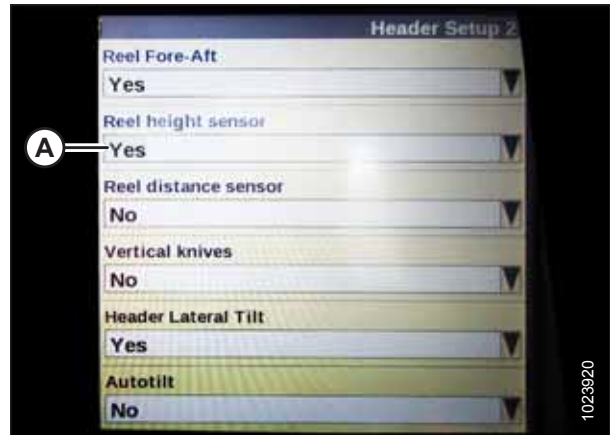 Header Setup 2
Reel Fore-Aft
Yes
Reel height sensor
A
Yes
Reel distance sensor
No
Vertical knives
No
Header Lateral Tilt
Yes
Autotilt
No
1023920